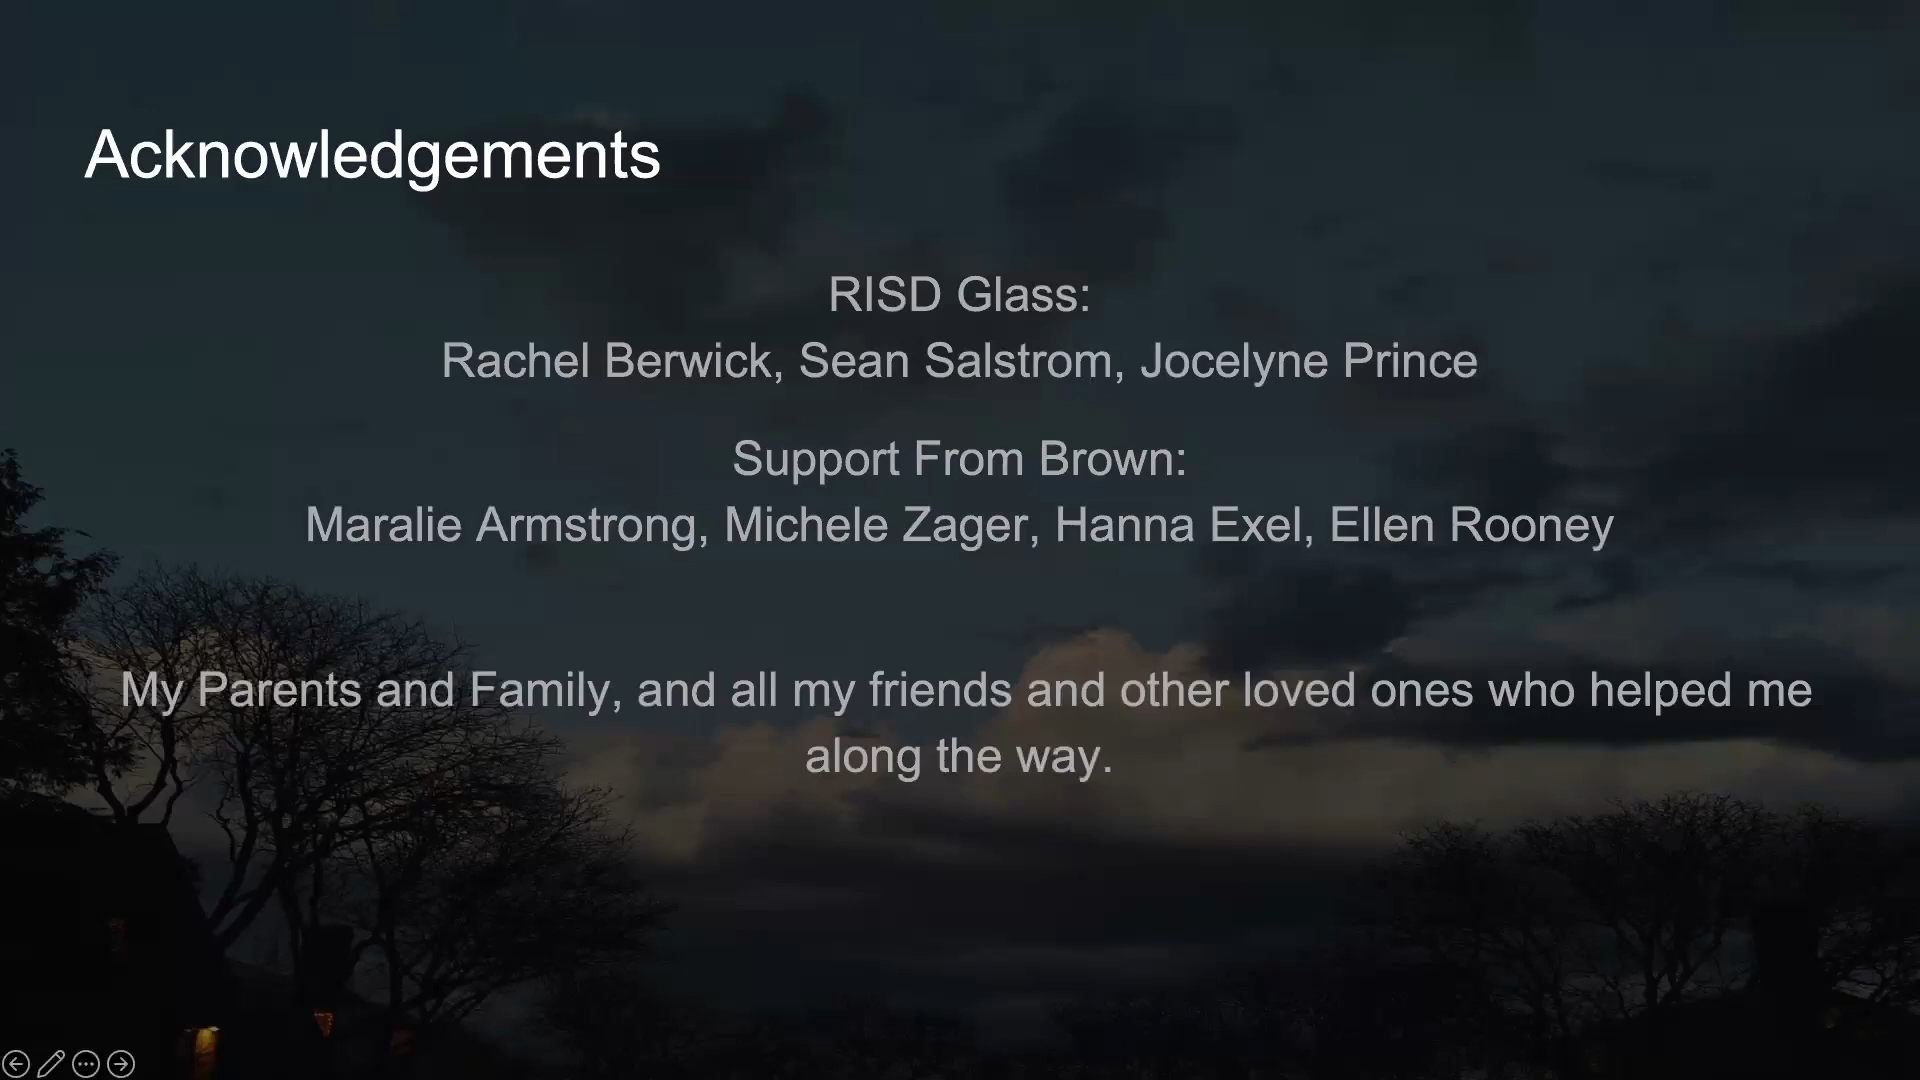 Acknowledgements
RISD Glass:
Rachel Berwick, Sean Salstrom, Jocelyne Prince
Support From Brown:
Maralie Armstrong, Michele Zager, Hanna Exel, Ellen Rooney
My Parents and Family, and all my friends and other loved ones who helped me
along the way.